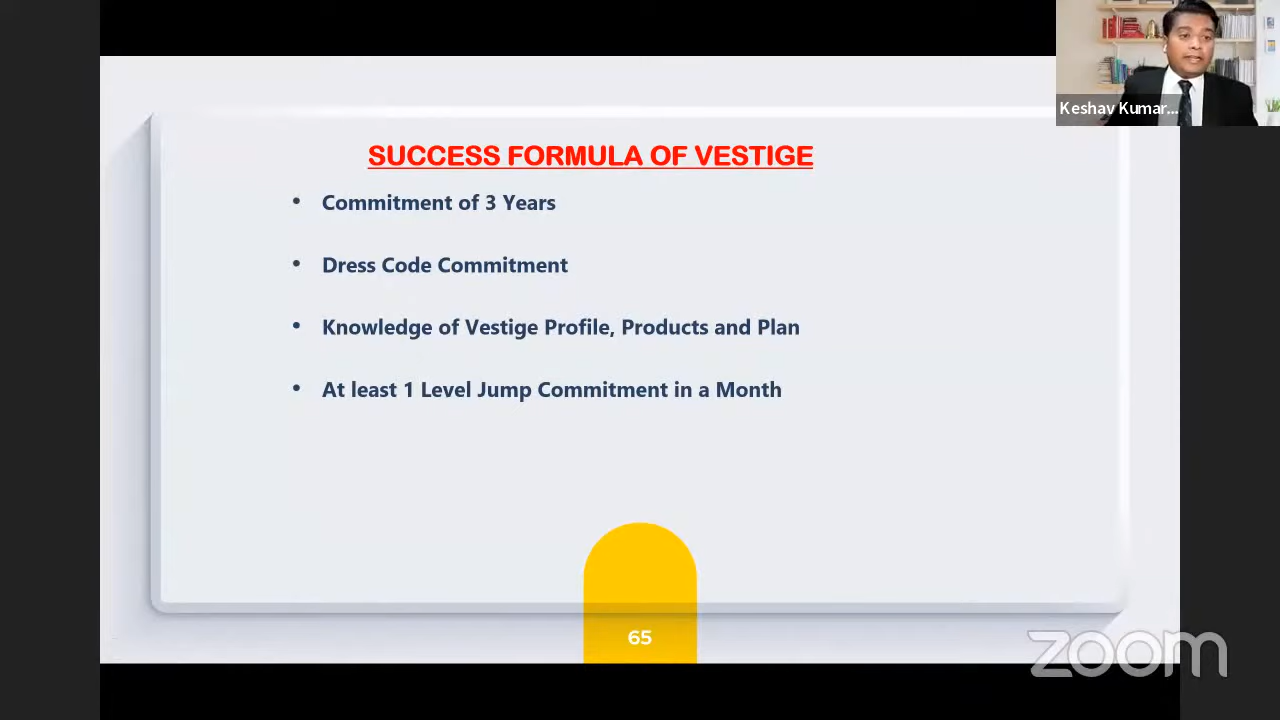 Keshav Kumar...
SUCCESS FORMULA OF VESTIGE
• Commitment of 3 Years
• Dress Code Commitment
• Knowledge of Vestige Profile, Products and Plan
• At least 1 Level Jump Commitment in a Month
65
zoom